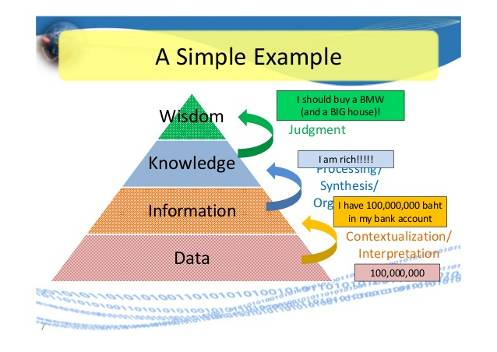 A Simple Example
I should buy a BMW
(and a BIG house)!
Wisdom
Judgment
I am rich!!!!!
Knowledge
Processing/
Synthesis/
I have 100,000,000 baht
in my bank account
Information
Contextualization/
Interpretation
Data
100,000,000
7